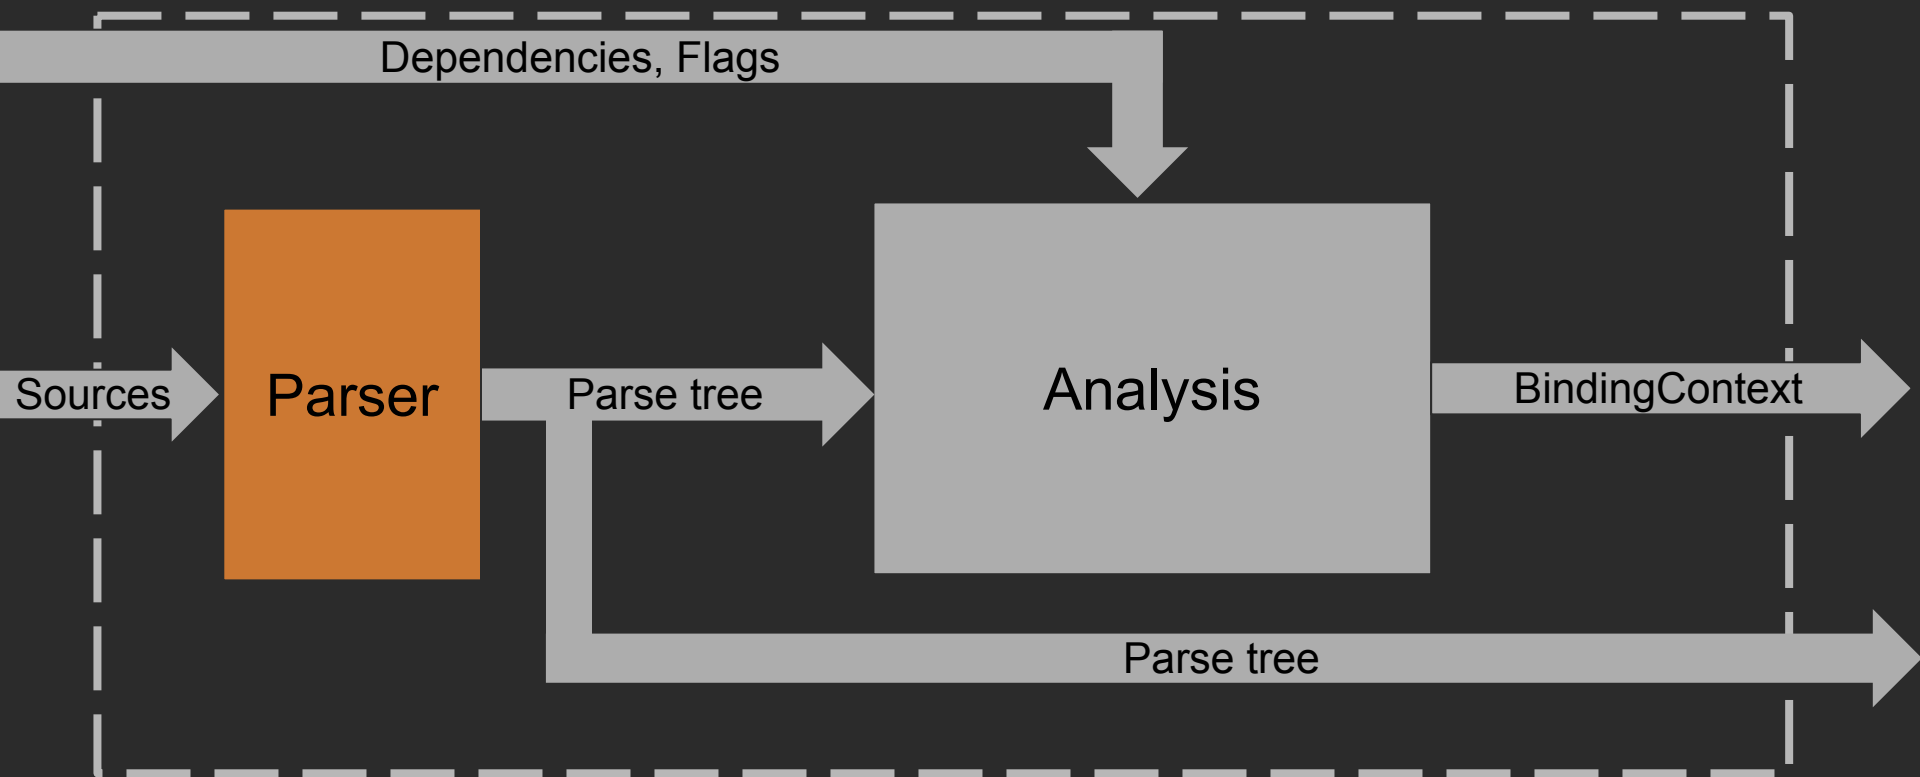 Dependencies, Flags
Sources
Parser
Parse tree
Analysis
BindingContext
Parse tree